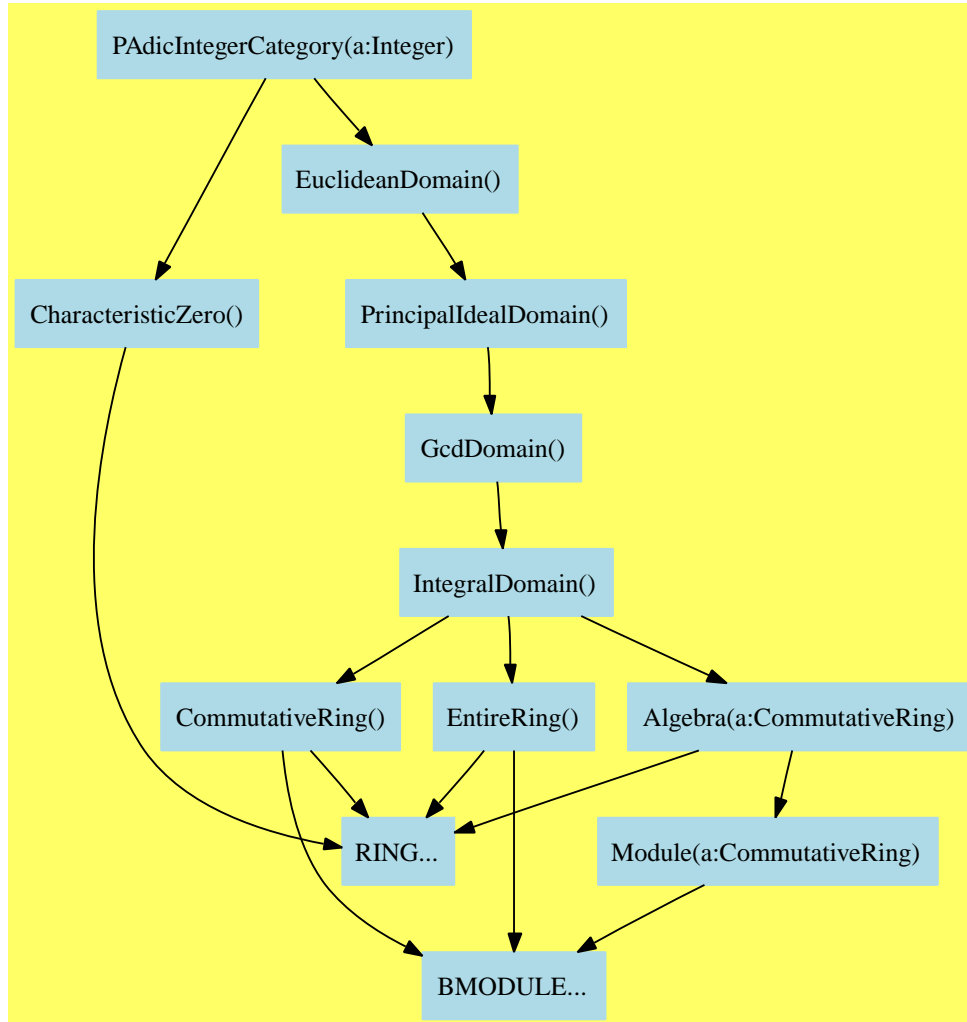 PAdicIntegerCategory(a:Integer)
EuclideanDomain()
CharacteristicZero()
PrincipalIdealDomain()
GcdDomain()
IntegralDomain()
CommutativeRing()
EntireRing()
Algebra(a:CommutativeRing)
RING...
Module(a:CommutativeRing)
BMODULE...